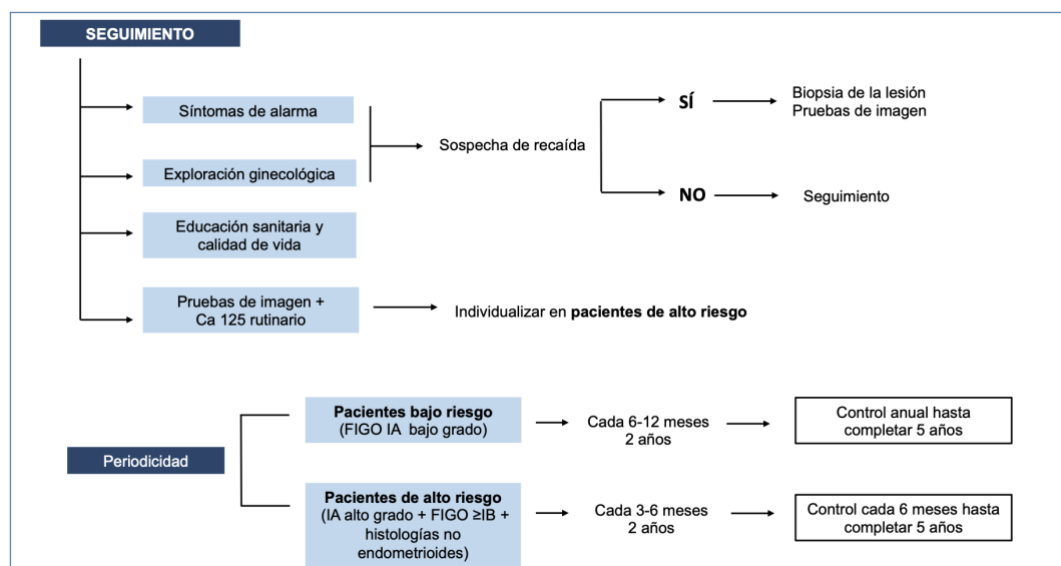 SEGUIMIENTO
Síntomas de alarma
Exploración ginecológica
Sospecha de recaída
SÍ
Biopsia de la lesión
Pruebas de imagen
NO
Seguimiento
Educación sanitaria y
calidad de vida
Pruebas de imagen +
Ca 125 rutinario
Individualizar en pacientes de alto riesgo
Periodicidad
Pacientes bajo riesgo
(FIGO IA bajo grado)
Cada 6-12 meses
2 años
Control anual hasta
completar 5 años
Pacientes de alto riesgo
(IA alto grado + FIGO ≥IB +
histologías no
endometrioides)
Cada 3-6 meses
2 años
Control cada 6 meses hasta
completar 5 años